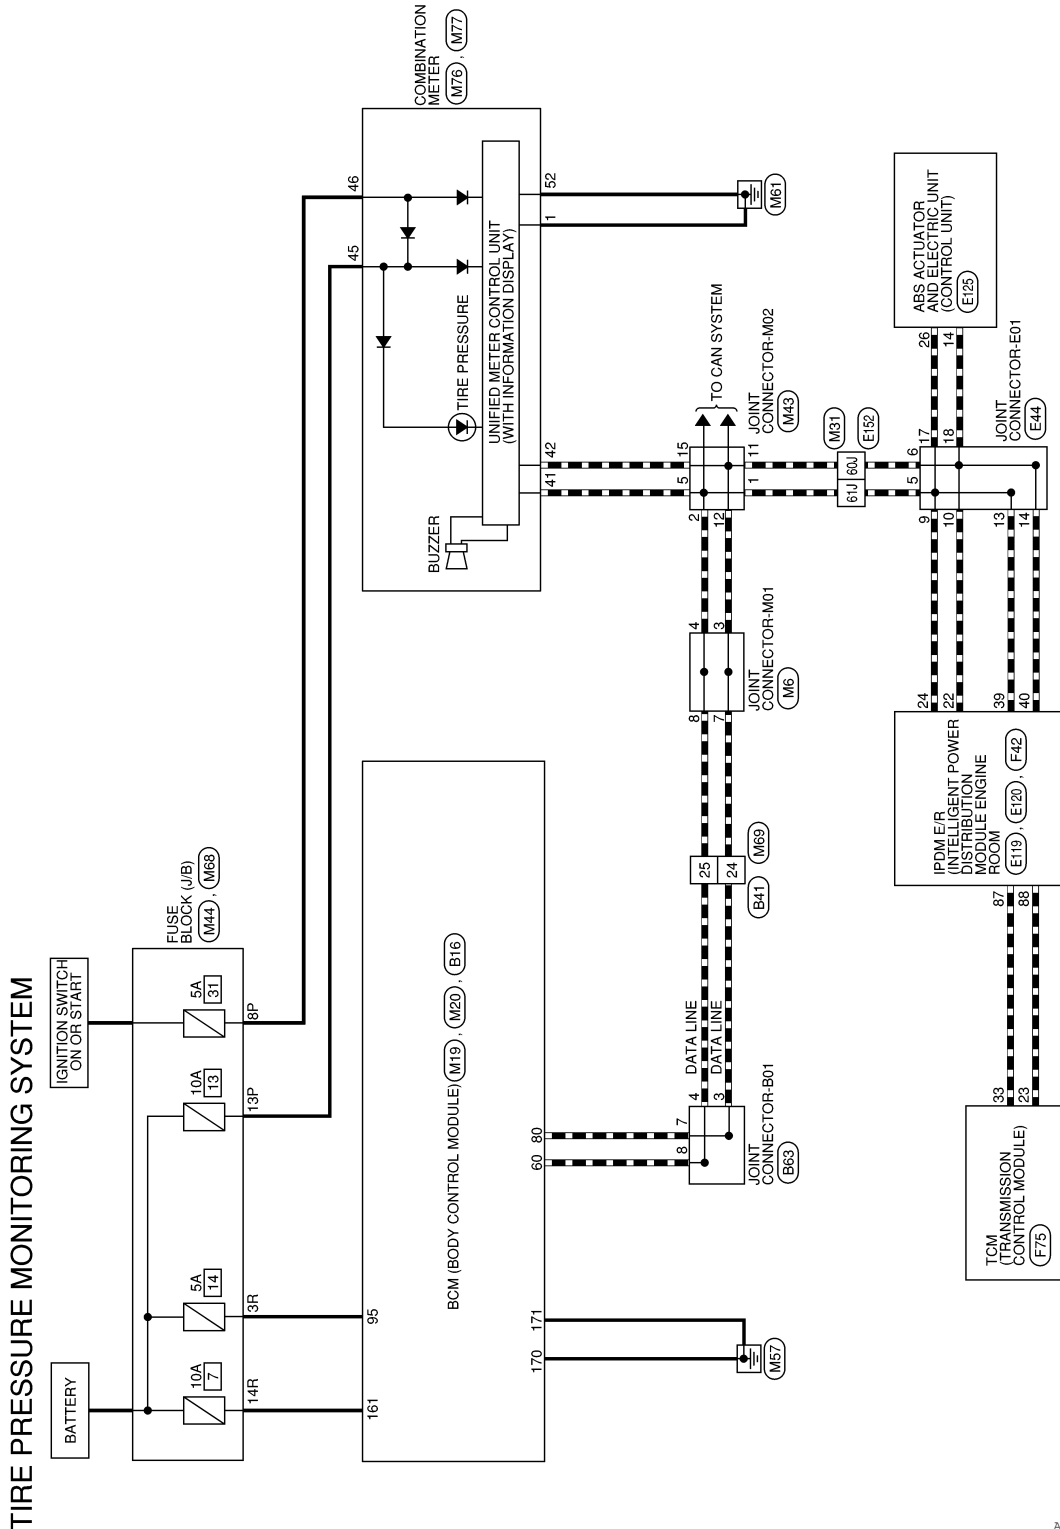 TIRE PRESSURE MONITORING SYSTEM
BATTERY
IGNITION SWITCH
ON OR START
FUSE
BLOCK (J/B)
M44 , M68
10A
7
5A
14
10A
13
5A
31
14R
3R
13P
8P
161
95
BCM (BODY CONTROL MODULE) M19 , M20 , B16
170
171
60
80
M57
COMBINATION
METER
M76 , M77
45
46
TIRE PRESSURE
UNIFIED METER CONTROL UNIT
(WITH INFORMATION DISPLAY)
BUZZER
41
42
1
52
M61
8
7
4
3
JOINT
CONNECTOR-B01
B63
DATA LINE
DATA LINE
25
24
B41
M69
8
7
4
3
JOINT
CONNECTOR-M01
M6
2
12
5
15
1
11
TO CAN SYSTEM
JOINT
CONNECTOR-M02
M43
61J
60J
M31
E152
5
6
9
10
13
14
17
18
JOINT
CONNECTOR-E01
E44
26
14
ABS ACTUATOR
AND ELECTRIC UNIT
(CONTROL UNIT)
E125
24
22
39
40
IPDM E/R
(INTELLIGENT POWER
DISTRIBUTION
MODULE ENGINE
ROOM)
E119 , E120 , F42
87
88
33
23
TCM
(TRANSMISSION
CONTROL MODULE)
F75
A